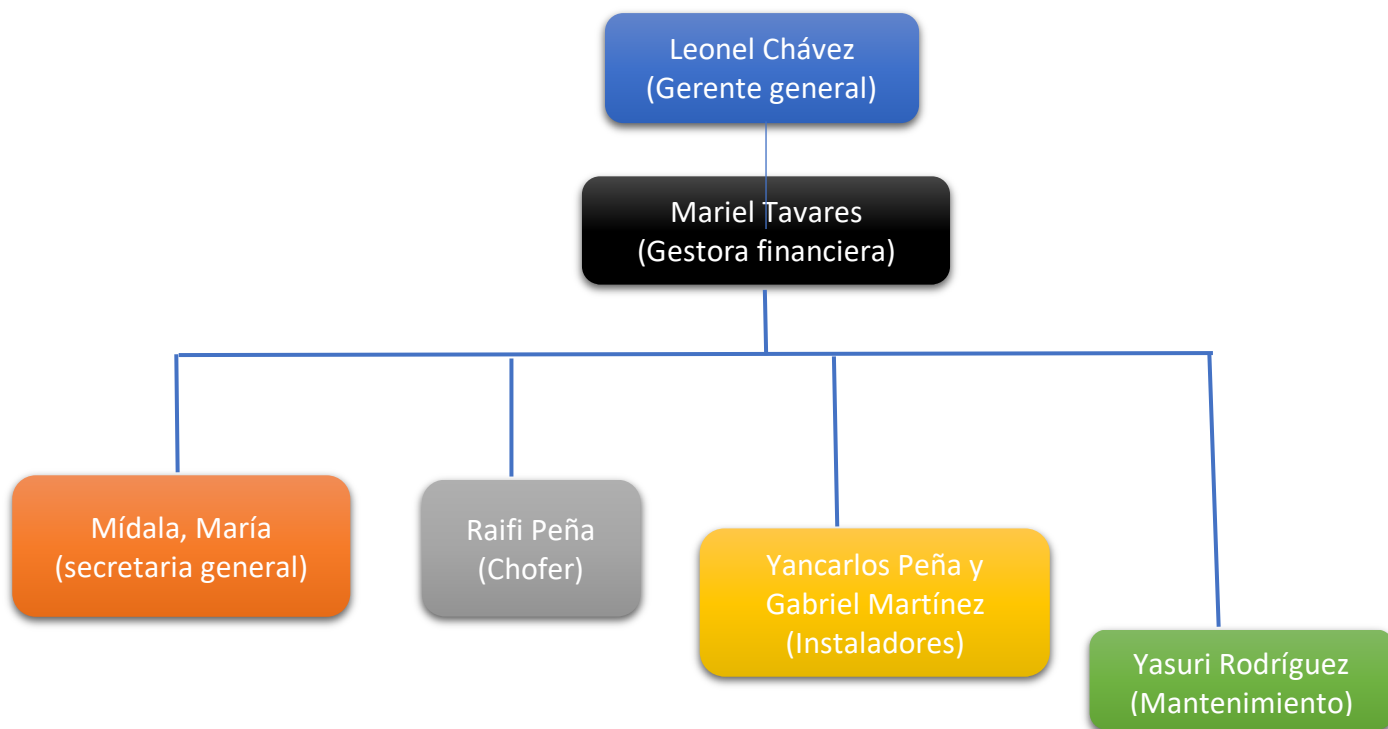 Leonel Chávez
(Gerente general)
Mariel Tavares
(Gestora financiera)
Mídala, María
(secretaria general)
Raifi Peña
(Chofer)
Yancarlos Peña y
Gabriel Martínez
(Instaladores)
Yasuri Rodríguez
(Mantenimiento)